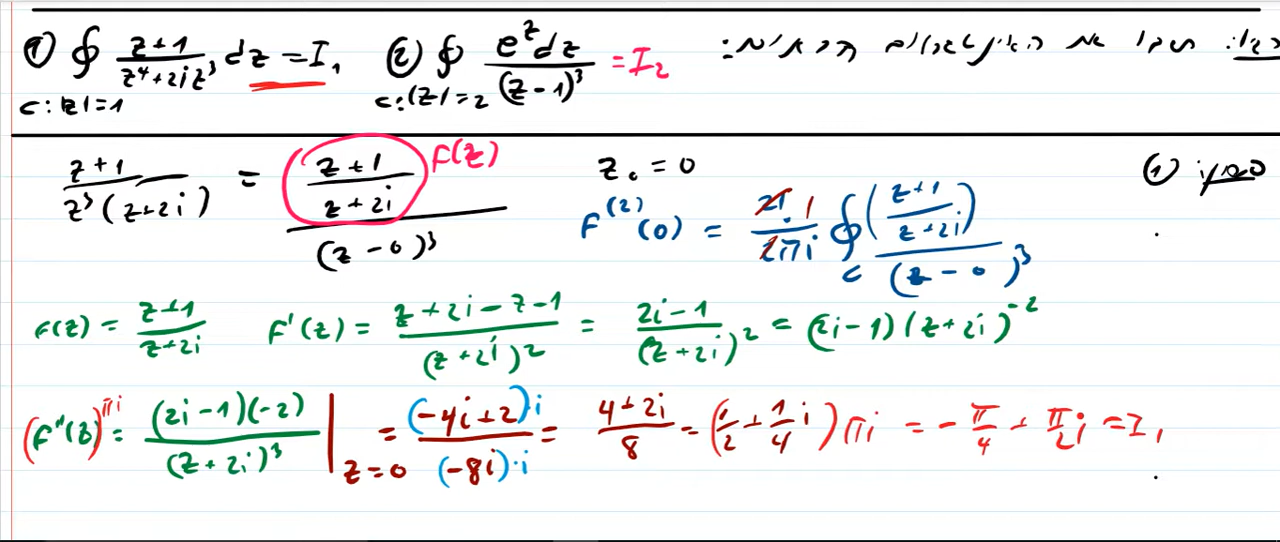 חשבו את האינטגרלים הבאים:
① ∮_{c:|z|=1} (z+1)/(z⁴+2iz³) dz = I₁ ② ∮_{c:|z|=2} e^z dz/(z-1)³ = I₂
① פתרון
(z+1)/(z³(z+2i)) = ((z+1)/(z+2i))/(z-0)³ F(z) z₀=0 F⁽²⁾(0) = 2!/2πi ∮_c ((z+1)/(z+2i))/(z-0)³
F(z) = (z+1)/(z+2i) F'(z) = (z+2i-z-1)/(z+2i)² = (2i-1)/(z+2i)² = (2i-1)(z+2i)⁻²
(F''(z))πi = (2i-1)(-2)/(z+2i)³ |_{z=0} = (-4i+2)·i/(-8i)·i = (4+2i)/8 = (1/2+1/4 i)πi = -π/4 + π/2 i = I₁